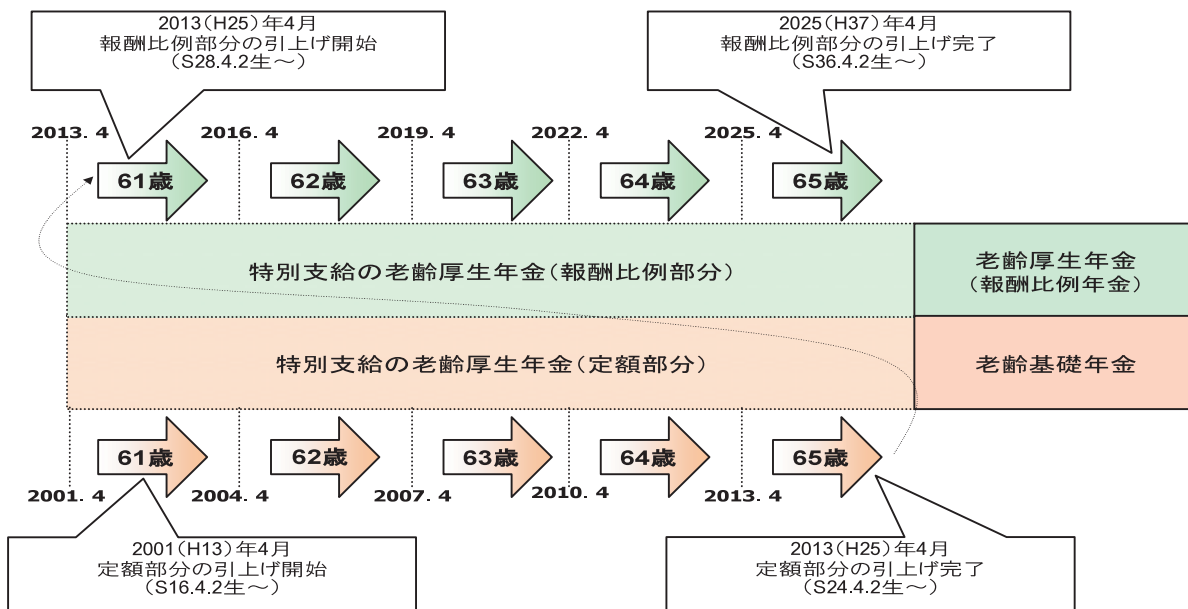 2013(H25)年4月
報酬比例部分の引上げ開始
(S28.4.2生~)
2025(H37)年4月
報酬比例部分の引上げ完了
(S36.4.2生~)
2013. 4
2016. 4
2019. 4
2022. 4
2025. 4
61歳
62歳
63歳
64歳
65歳
特別支給の老齢厚生年金(報酬比例部分)
老齢厚生年金
(報酬比例年金)
特別支給の老齢厚生年金(定額部分)
老齢基礎年金
61歳
62歳
63歳
64歳
65歳
2001. 4
2004. 4
2007. 4
2010. 4
2013. 4
2001(H13)年4月
定額部分の引上げ開始
(S16.4.2生~)
2013(H25)年4月
定額部分の引上げ完了
(S24.4.2生~)